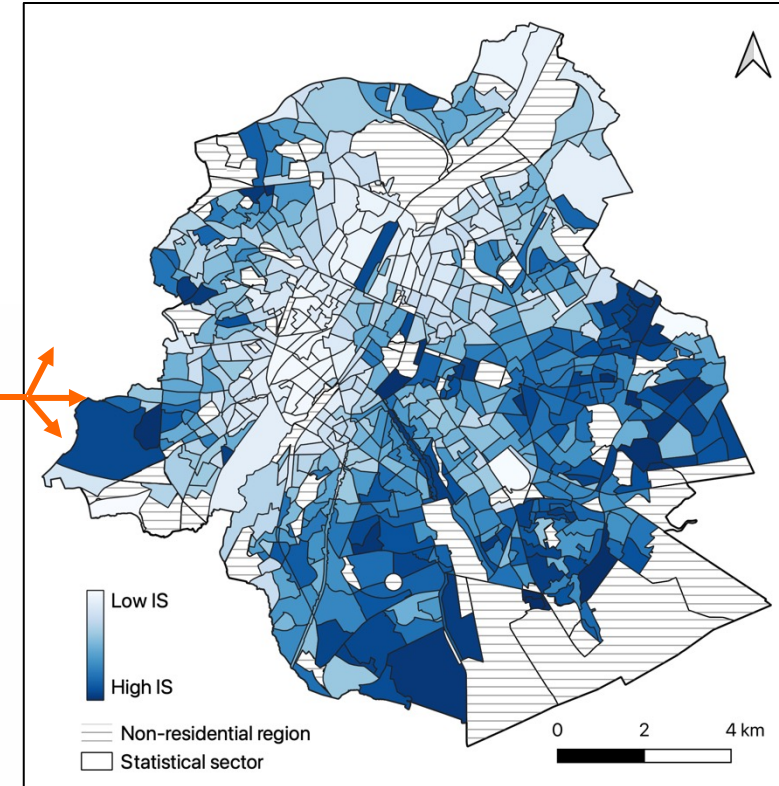 Low IS
High IS
Non-residential region
Statistical sector
0 2 4 km